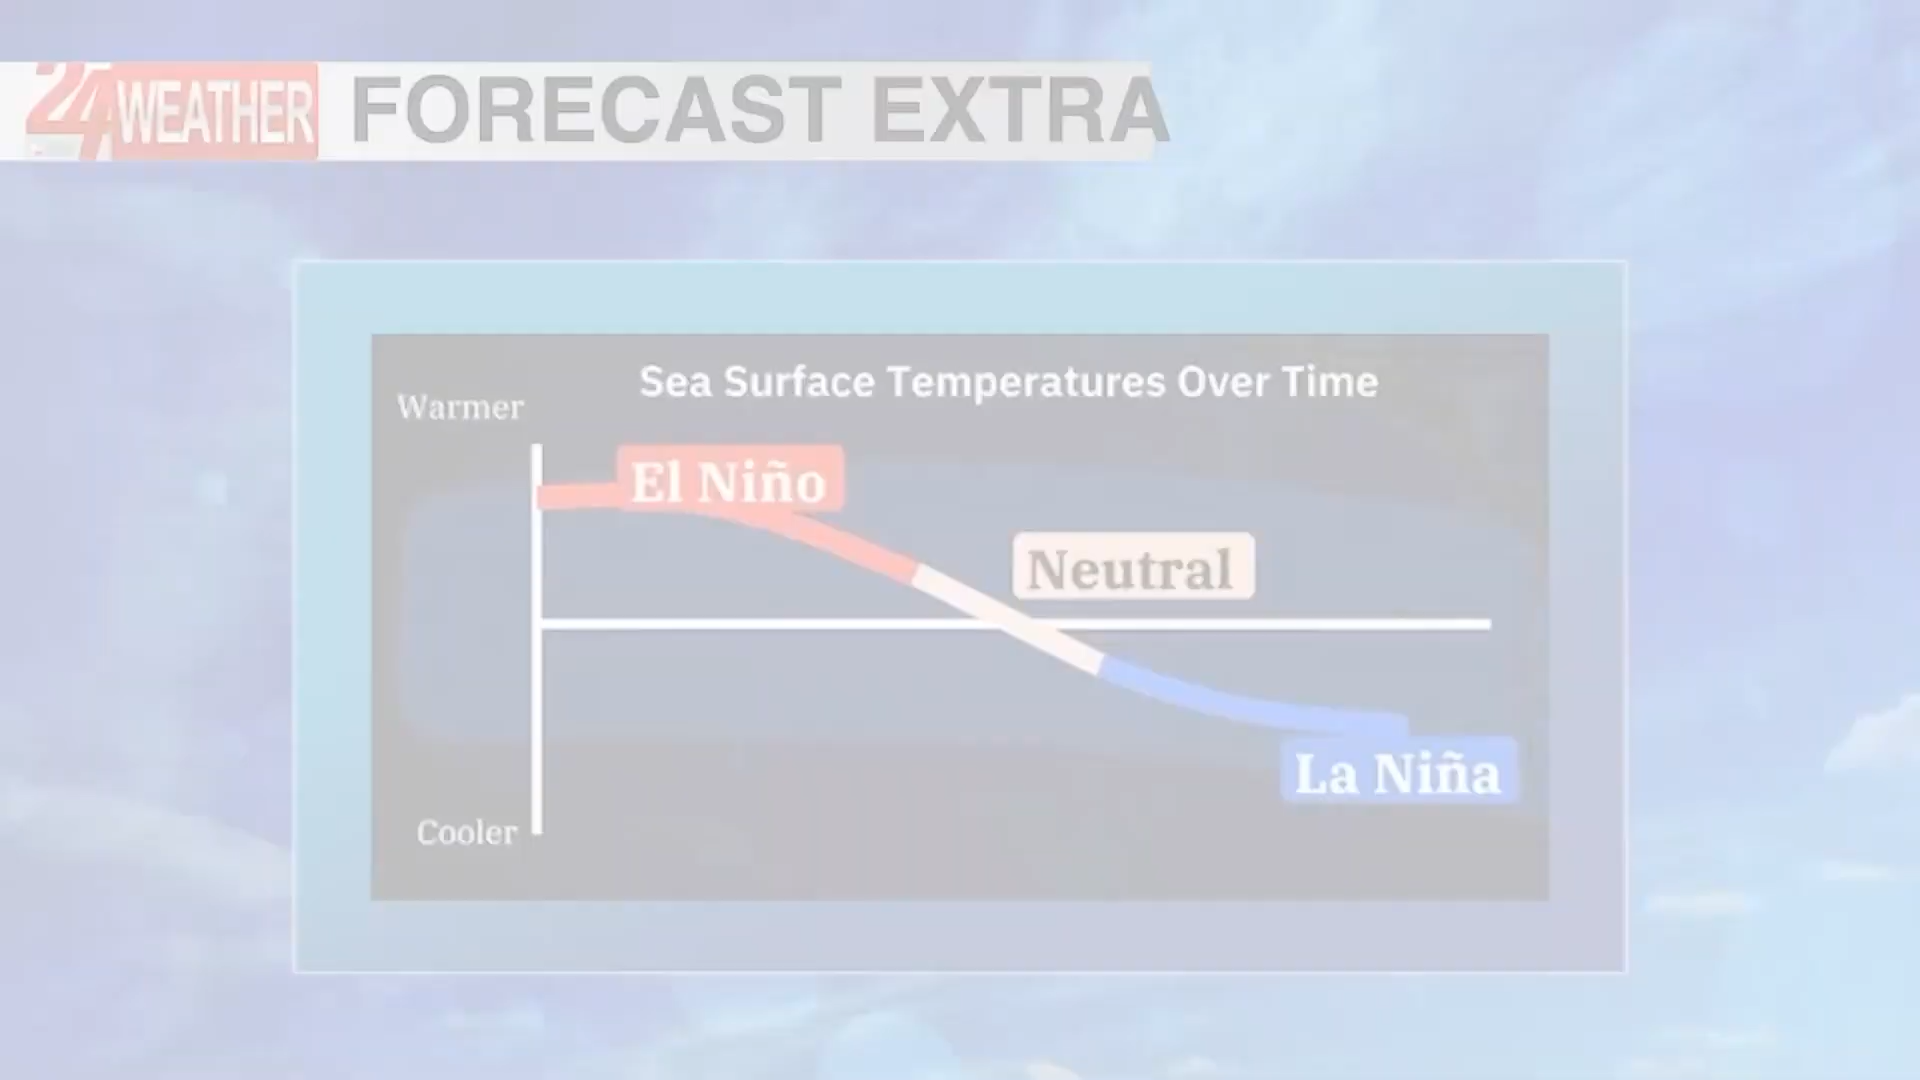 24 WEATHER FORECAST EXTRA
Sea Surface Temperatures Over Time
Warmer
El Niño
Neutral
La Niña
Cooler